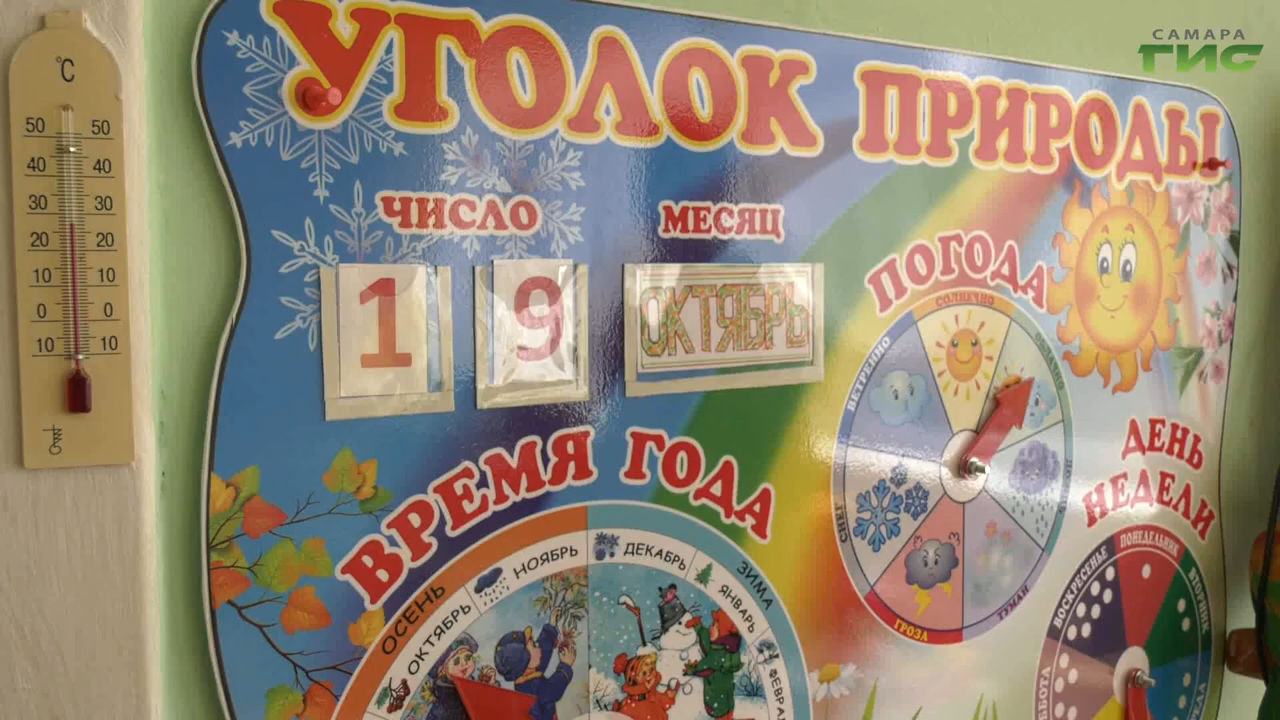 САМАРА
ГИС
°C
50 50
40 40
30 30
20 20
10 10
0 0
10 10
УГОЛОК ПРИРОДЫ
ЧИСЛО
МЕСЯЦ
1 9 ОКТЯБРЬ
ПОГОДА
СОЛНЕЧНО
ВЕТРЕННО
СНЕГ
ГРОЗА
ТУМАН
ВРЕМЯ ГОДА
ОСЕНЬ
ОКТЯБРЬ
НОЯБРЬ
ДЕКАБРЬ
ЗИМА
ЯНВАРЬ
ДЕНЬ
НЕДЕЛИ
ПОНЕДЕЛЬНИК
ВОСКРЕСЕНЬЕ
ВТОРНИК